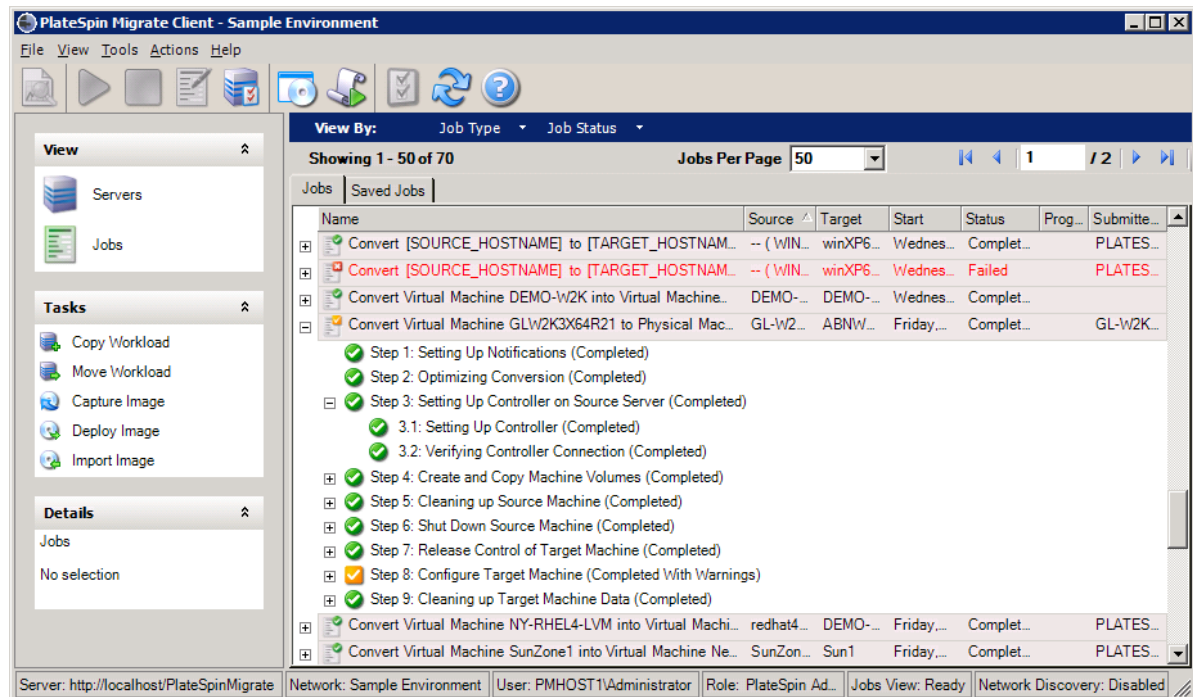 PlateSpin Migrate Client - Sample Environment
File View Tools Actions Help
View By: Job Type Job Status
View
Servers
Jobs
Tasks
Copy Workload
Move Workload
Capture Image
Deploy Image
Import Image
Details
Jobs
No selection
Showing 1 - 50 of 70 Jobs Per Page 50 1 / 2
Jobs Saved Jobs
Name Source Target Start Status Prog... Submitte...
Convert [SOURCE_HOSTNAME] to [TARGET_HOSTNAM... -- ( WIN... winXP6... Wednes... Complet... PLATES...
Convert [SOURCE_HOSTNAME] to [TARGET_HOSTNAM... -- ( WIN... winXP6... Wednes... Failed PLATES...
Convert Virtual Machine DEMO-W2K into Virtual Machine... DEMO-... DEMO-... Wednes... Complet...
Convert Virtual Machine GLW2K3X64R21 to Physical Mac... GL-W2... ABNW... Friday,... Complet... GL-W2K...
Step 1: Setting Up Notifications (Completed)
Step 2: Optimizing Conversion (Completed)
Step 3: Setting Up Controller on Source Server (Completed)
3.1: Setting Up Controller (Completed)
3.2: Verifying Controller Connection (Completed)
Step 4: Create and Copy Machine Volumes (Completed)
Step 5: Cleaning up Source Machine (Completed)
Step 6: Shut Down Source Machine (Completed)
Step 7: Release Control of Target Machine (Completed)
Step 8: Configure Target Machine (Completed With Warnings)
Step 9: Cleaning up Target Machine Data (Completed)
Convert Virtual Machine NY-RHEL4-LVM into Virtual Machi... redhat4... DEMO-... Friday,... Complet... PLATES...
Convert Virtual Machine SunZone1 into Virtual Machine Ne... SunZon... Sun1 Friday,... Complet... PLATES...
Server: http://localhost/PlateSpinMigrate Network: Sample Environment User: PMHOST1\Administrator Role: PlateSpin Ad... Jobs View: Ready Network Discovery: Disabled